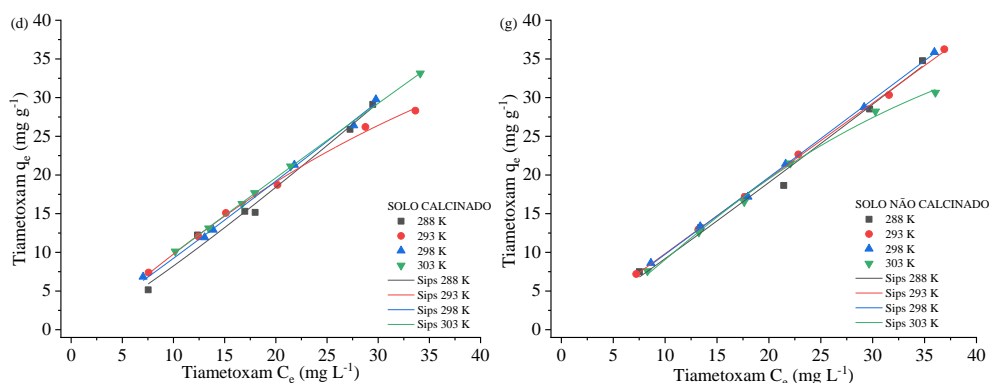 (d)
Tiametoxam qₑ (mg g⁻¹)
40
35
30
25
20
15
10
5
0
SOLO CALCINADO
288 K
293 K
298 K
303 K
Sips 288 K
Sips 293 K
Sips 298 K
Sips 303 K
0 5 10 15 20 25 30 35 40
Tiametoxam Cₑ (mg L⁻¹)
(g)
Tiametoxam qₑ (mg g⁻¹)
40
35
30
25
20
15
10
5
0
SOLO NÃO CALCINADO
288 K
293 K
298 K
303 K
Sips 288 K
Sips 293 K
Sips 298 K
Sips 303 K
0 5 10 15 20 25 30 35 40
Tiametoxam Cₑ (mg L⁻¹)